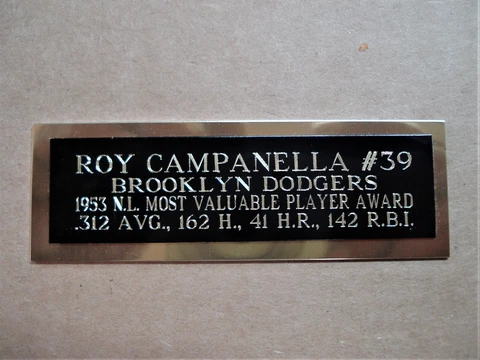 ROY CAMPANELLA #39
BROOKLYN DODGERS
1953 N.L. MOST VALUABLE PLAYER AWARD
.312 AVG., 162 H., 41 H.R., 142 R.B.I.